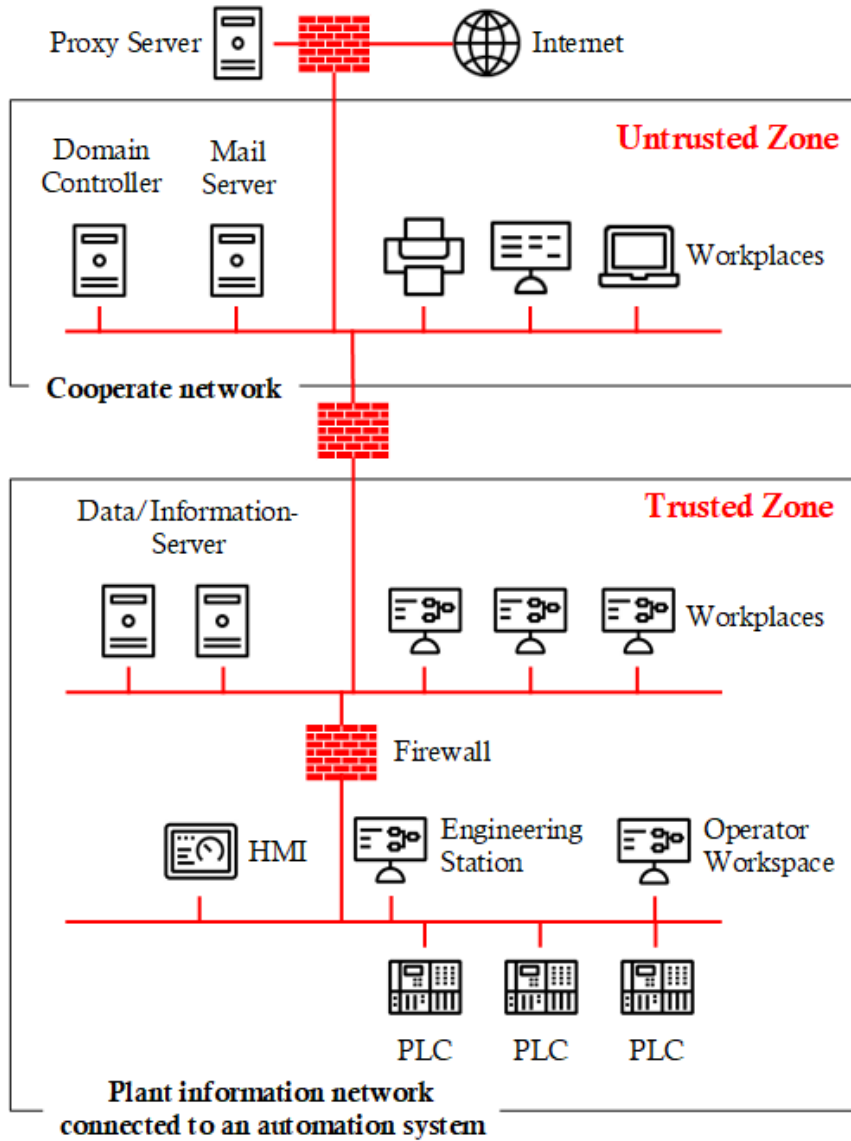 Proxy Server
Internet
Untrusted Zone
Domain
Controller
Mail
Server
Workplaces
Cooperate network
Trusted Zone
Data/Information-
Server
Workplaces
Firewall
HMI
Engineering
Station
Operator
Workspace
PLC
PLC
PLC
Plant information network
connected to an automation system